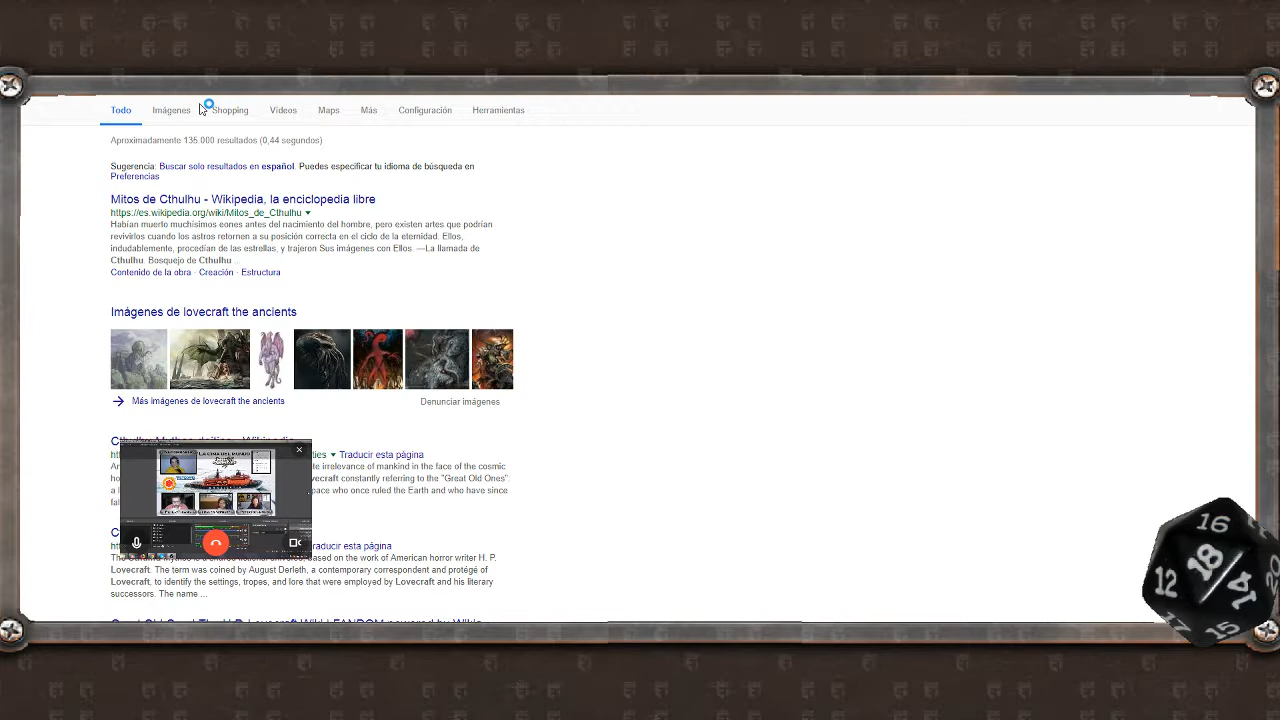 Todo Imágenes Shopping Vídeos Maps Más Configuración Herramientas
Aproximadamente 135.000 resultados (0,44 segundos)
Sugerencia: Buscar solo resultados en español. Puedes especificar tu idioma de búsqueda en
Preferencias
Mitos de Cthulhu - Wikipedia, la enciclopedia libre
https://es.wikipedia.org/wiki/Mitos_de_Cthulhu
Habían muerto muchísimos eones antes del nacimiento del hombre, pero existen artes que podrían
revivirlos cuando los astros retornen a su posición correcta en el ciclo de la eternidad. Ellos,
indudablemente, procedían de las estrellas, y trajeron Sus imágenes con Ellos. —La llamada de
Cthulhu. Bosquejo de Cthulhu ...
Contenido de la obra · Creación · Estructura
Imágenes de lovecraft the ancients
Más imágenes de lovecraft the ancients Denunciar imágenes
Traducir esta página
te irrelevance of mankind in the face of the cosmic
constantly referring to the "Great Old Ones":
who once ruled the Earth and who have since
LA CIMA DEL MUNDO
Traducir esta página
based on the work of American horror writer H. P.
Lovecraft. The term was coined by August Derleth, a contemporary correspondent and protégé of
Lovecraft, to identify the settings, tropes, and lore that were employed by Lovecraft and his literary
successors. The name ...
16
18
12
14
20
17
15